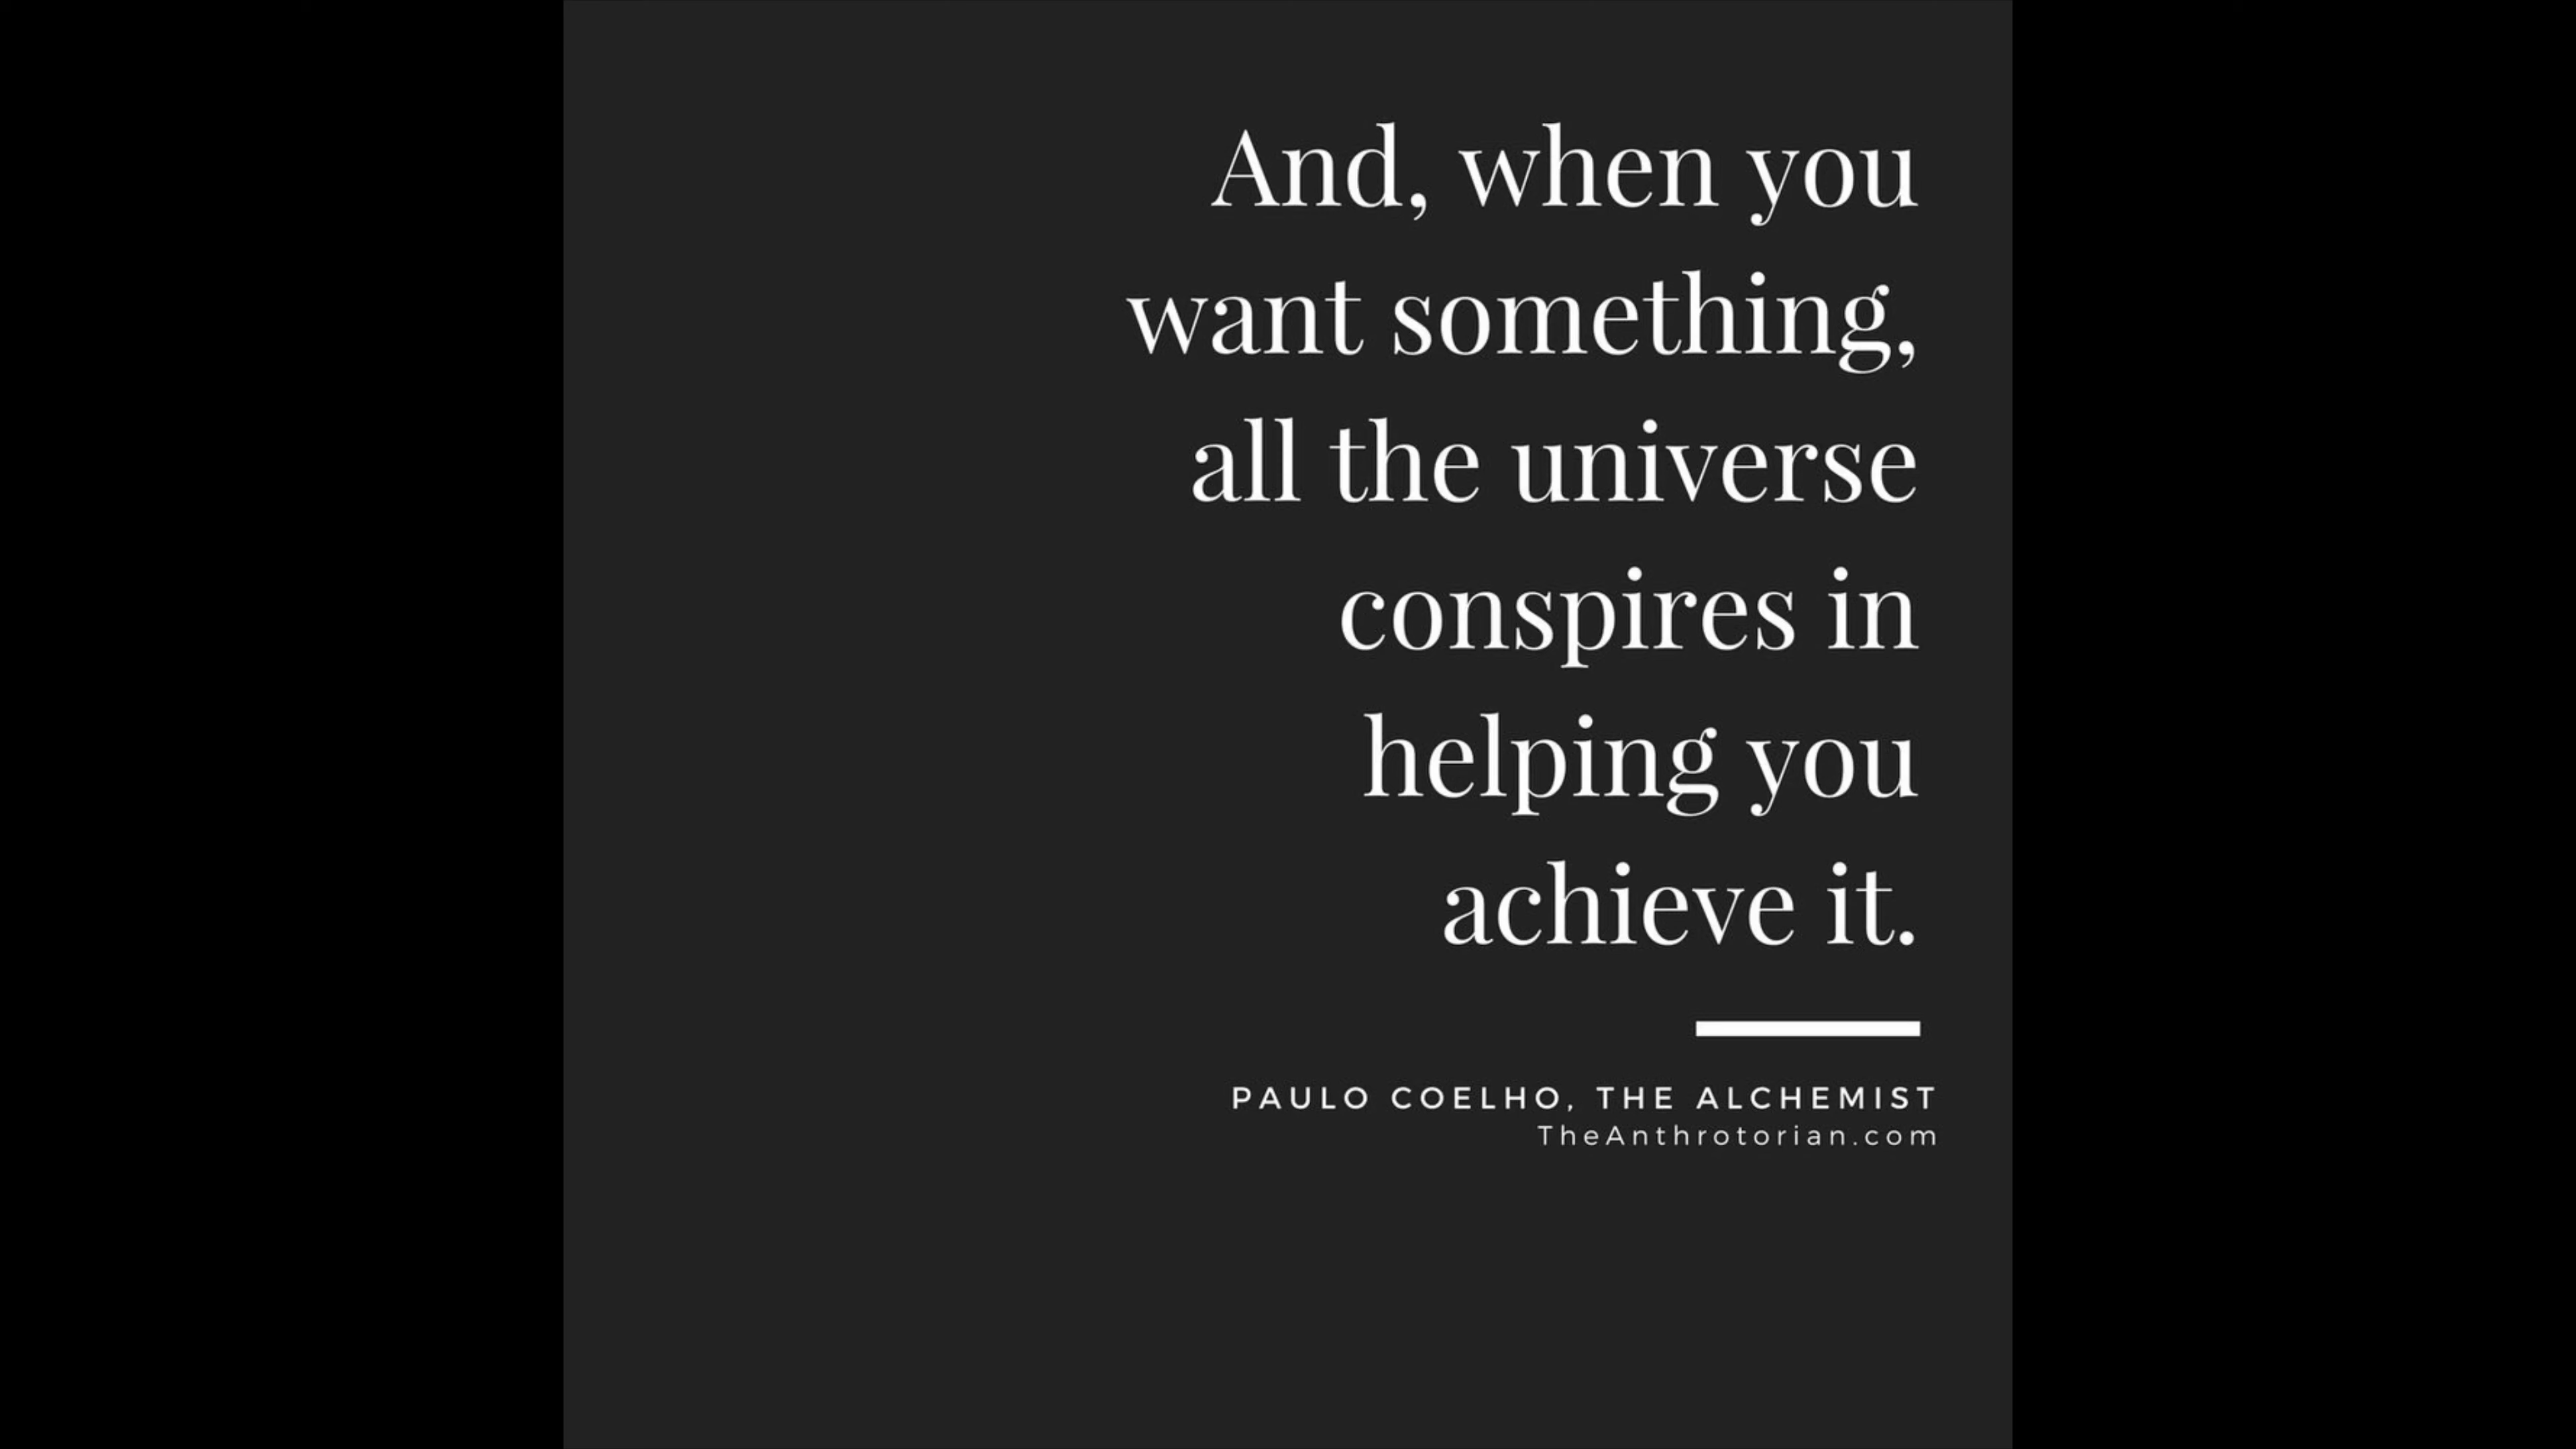 And, when you
want something,
all the universe
conspires in
helping you
achieve it.
PAULO COELHO, THE ALCHEMIST
TheAnthrotorian.com